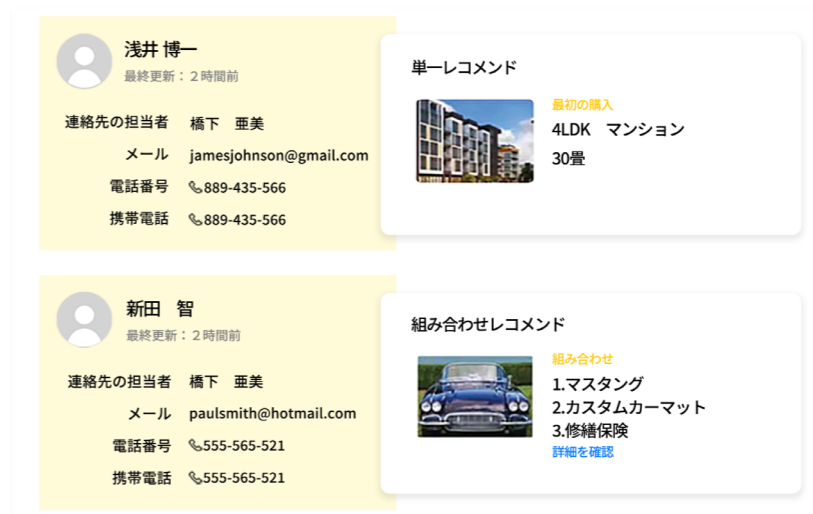 浅井 博一
最終更新：２時間前
連絡先の担当者 橋下　亜美
メール jamesjohnson@gmail.com
電話番号 889-435-566
携帯電話 889-435-566
単一レコメンド
最初の購入
4LDK　マンション
30畳
新田　智
最終更新：２時間前
連絡先の担当者 橋下　亜美
メール paulsmith@hotmail.com
電話番号 555-565-521
携帯電話 555-565-521
組み合わせレコメンド
組み合わせ
1.マスタング
2.カスタムカーマット
3.修繕保険
詳細を確認